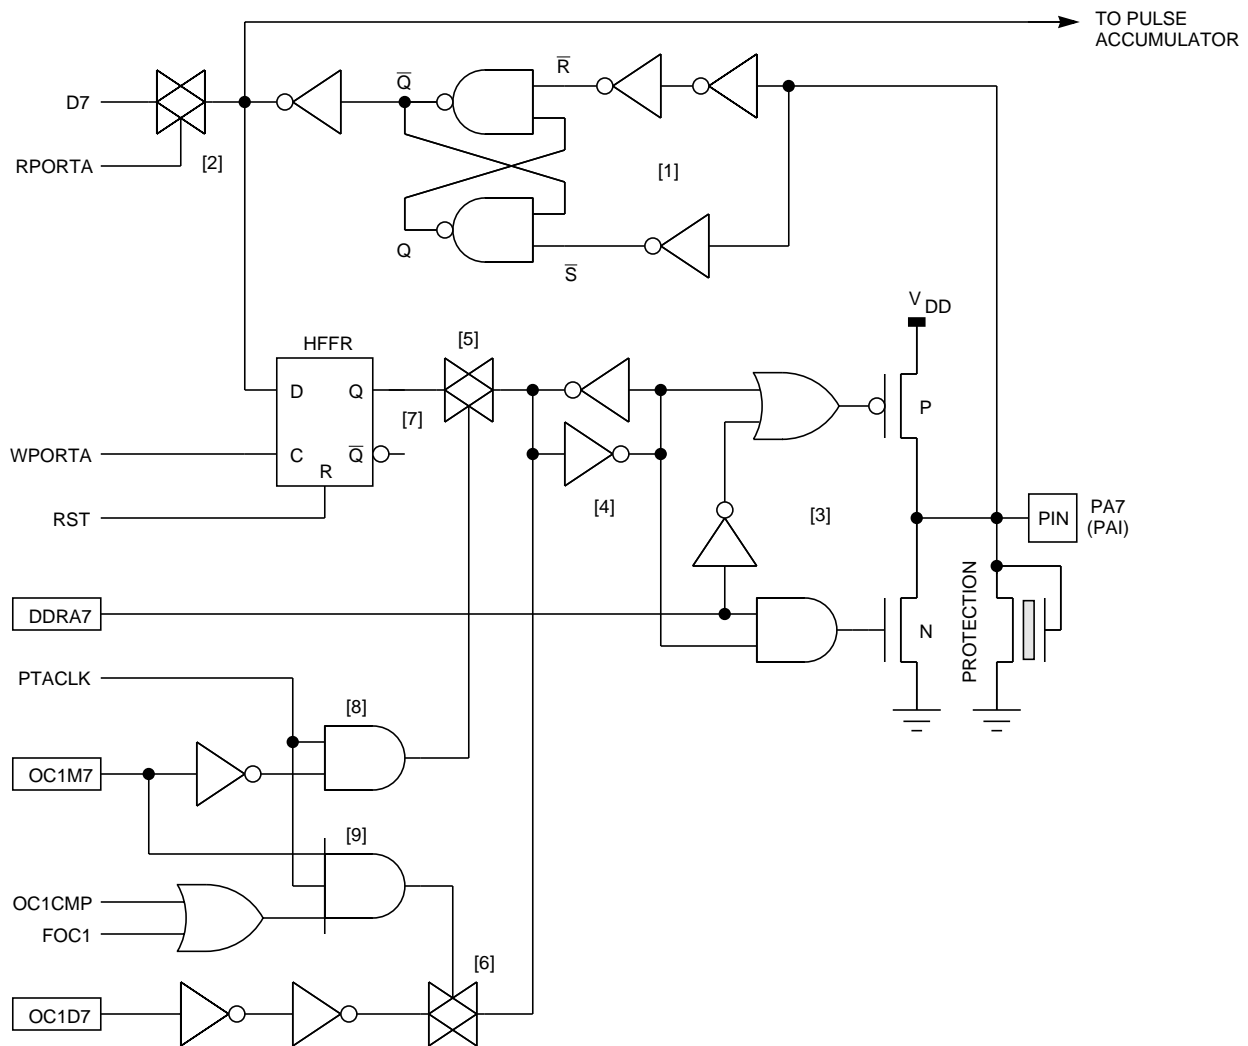 TO PULSE
ACCUMULATOR
D7
RPORTA
[2]
Q̅
R̅
[1]
Q
S̅
V DD
HFFR
D
Q
C
Q̅
R
[5]
[7]
WPORTA
RST
[4]
[3]
P
PIN
PA7
(PAI)
PROTECTION
N
DDRA7
PTACLK
[8]
OC1M7
[9]
OC1CMP
FOC1
[6]
OC1D7